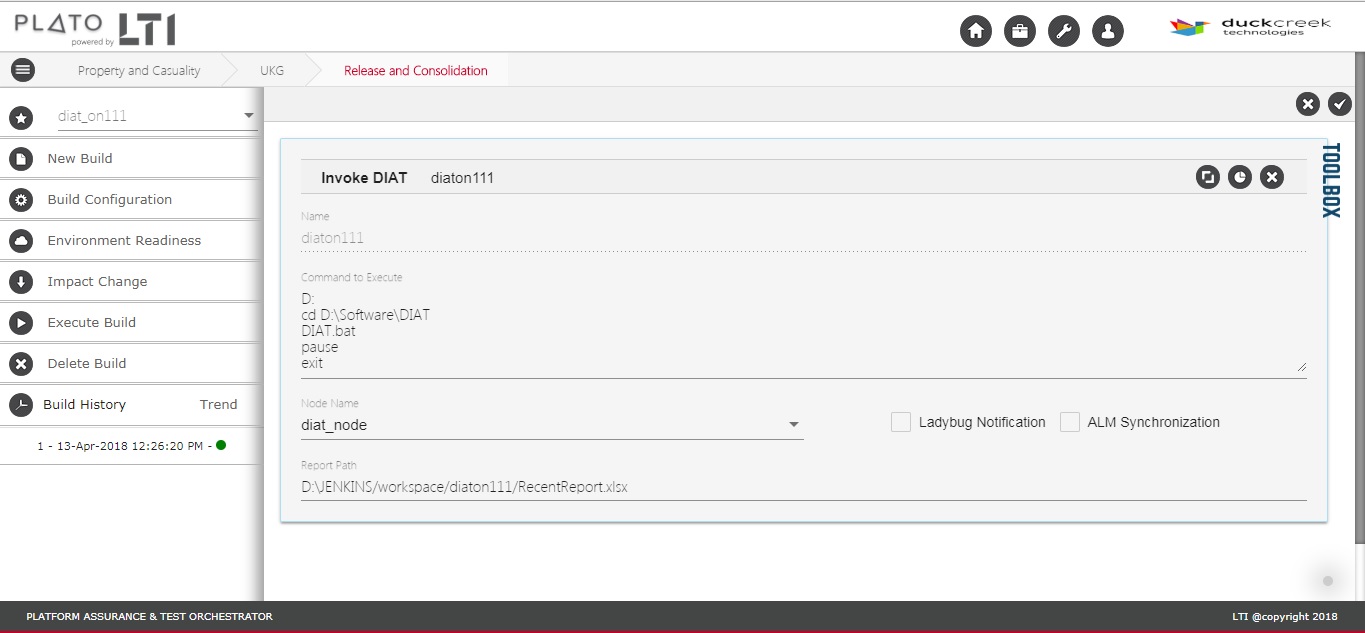 PLATO
powered by LTI
duckcreek
technologies
Property and Casuality UKG Release and Consolidation
diat_on111
New Build
Build Configuration
Environment Readiness
Impact Change
Execute Build
Delete Build
Build History Trend
1 - 13-Apr-2018 12:26:20 PM -
Invoke DIAT diaton111
TOOLBOX
Name
diaton111
Command to Execute
D:
cd D:\Software\DIAT
DIAT.bat
pause
exit
Node Name
diat_node
Ladybug Notification ALM Synchronization
Report Path
D:\JENKINS/workspace/diaton111/RecentReport.xlsx
PLATFORM ASSURANCE & TEST ORCHESTRATOR
LTI @copyright 2018